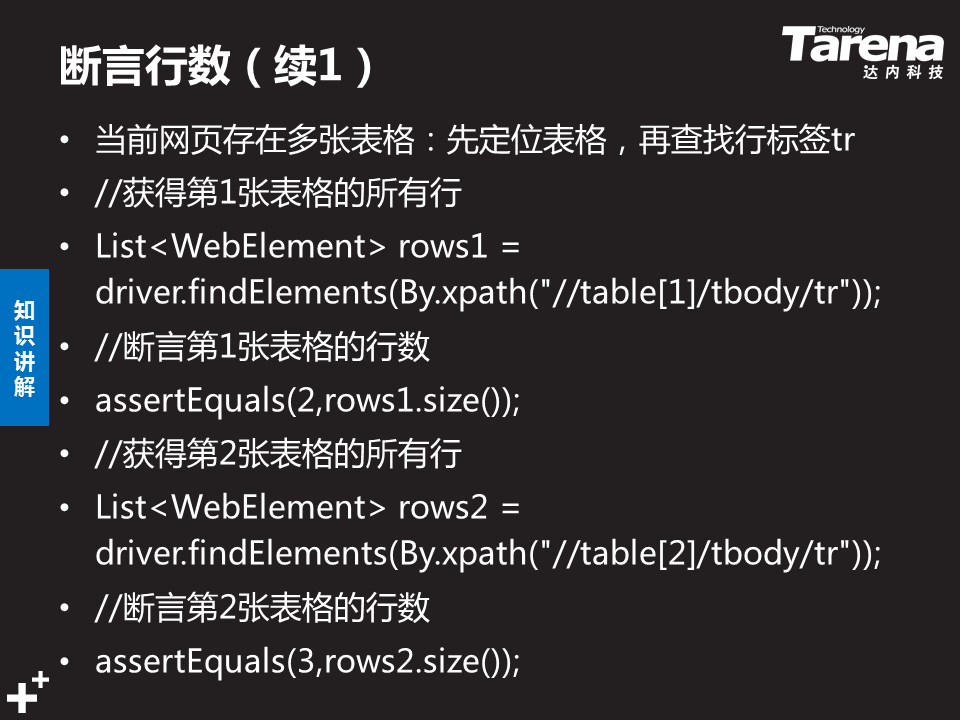 断言行数（续1）
Technology
Tarena
达内科技
• 当前网页存在多张表格：先定位表格，再查找行标签tr
• //获得第1张表格的所有行
• List<WebElement> rows1 =
driver.findElements(By.xpath("//table[1]/tbody/tr"));
• //断言第1张表格的行数
• assertEquals(2,rows1.size());
• //获得第2张表格的所有行
• List<WebElement> rows2 =
driver.findElements(By.xpath("//table[2]/tbody/tr"));
• //断言第2张表格的行数
• assertEquals(3,rows2.size());
知
识
讲
解